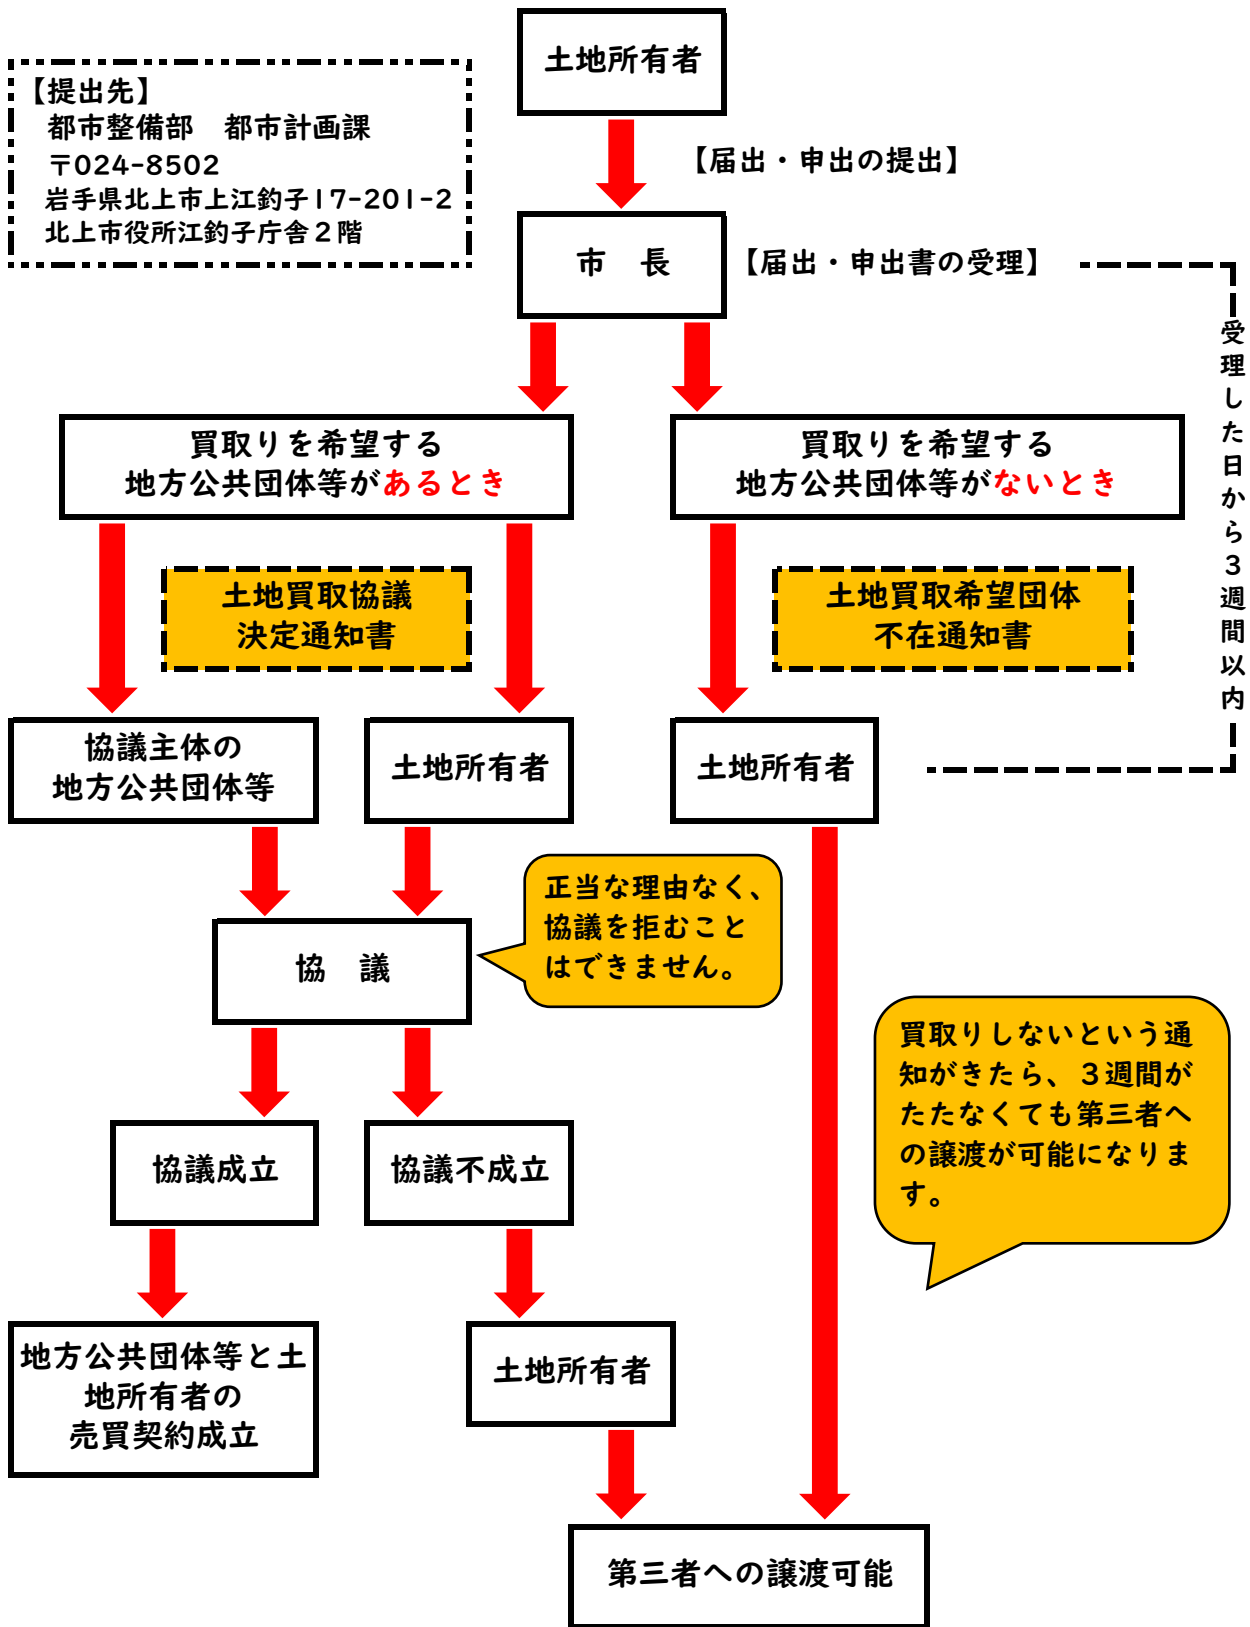 土地所有者
【提出先】
都市整備部　都市計画課
〒024-8502
岩手県北上市上江釣子17-201-2
北上市役所江釣子庁舎２階
【届出・申出の提出】
市　長
【届出・申出書の受理】
受理した日から３週間以内
買取りを希望する
地方公共団体等があるとき
買取りを希望する
地方公共団体等がないとき
土地買取協議
決定通知書
土地買取希望団体
不在通知書
協議主体の
地方公共団体等
土地所有者
土地所有者
正当な理由なく、
協議を拒むこと
はできません。
協　議
買取りしないという通
知がきたら、３週間が
たたなくても第三者へ
の譲渡が可能になりま
す。
協議成立
協議不成立
地方公共団体等と土
地所有者の
売買契約成立
土地所有者
第三者への譲渡可能